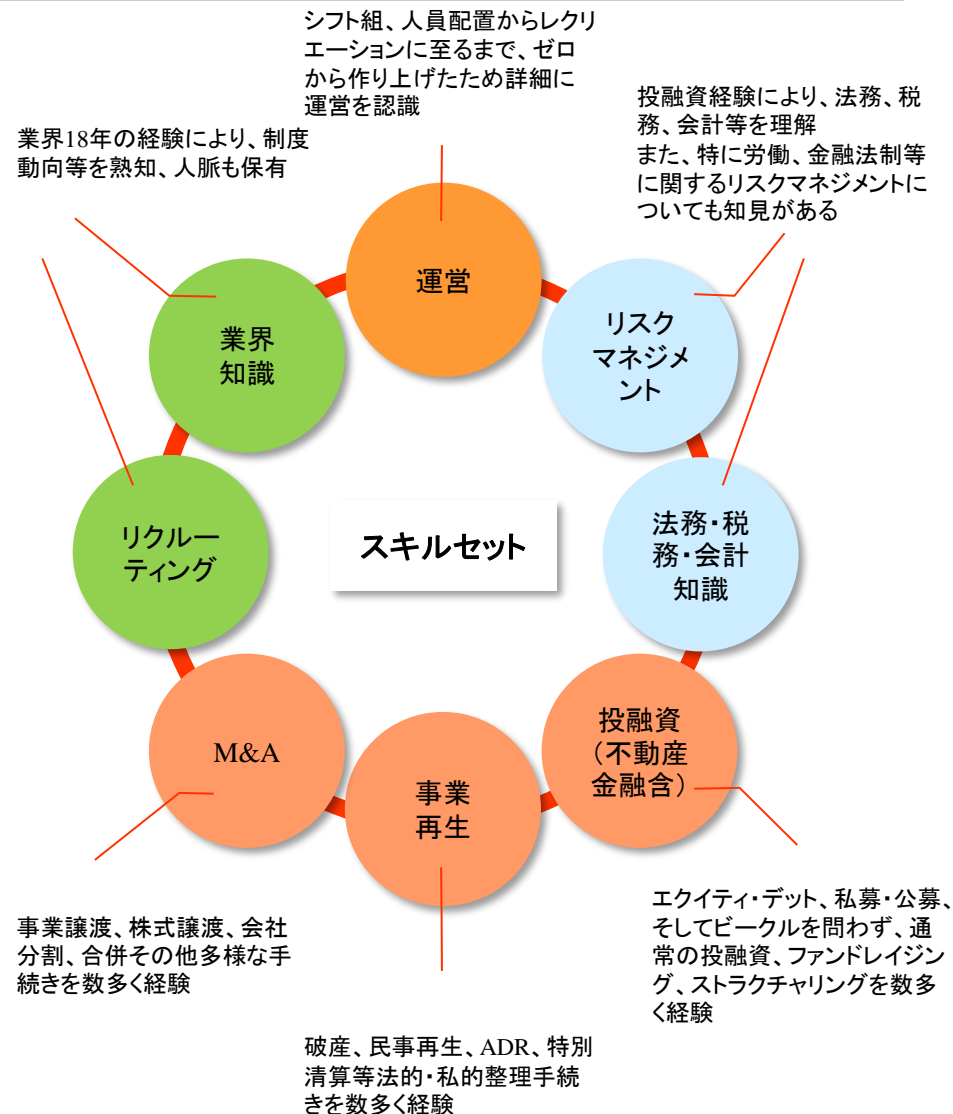 シフト組、人員配置からレクリ
エーションに至るまで、ゼロ
から作り上げたため詳細に
運営を認識
投融資経験により、法務、税
務、会計等を理解
また、特に労働、金融法制等
に関するリスクマネジメントに
ついても知見がある
業界18年の経験により、制度
動向等を熟知、人脈も保有
運営
業界
知識
リスク
マネジメ
ント
リクルー
ティング
スキルセット
法務・税
務・会計
知識
M&A
事業
再生
投融資
（不動産
金融含）
事業譲渡、株式譲渡、会社
分割、合併その他多様な手
続きを数多く経験
エクイティ・デット、私募・公募、
そしてビークルを問わず、通
常の投融資、ファンドレイジン
グ、ストラクチャリングを数多
く経験
破産、民事再生、ADR、特別
清算等法的・私的整理手続
きを数多く経験